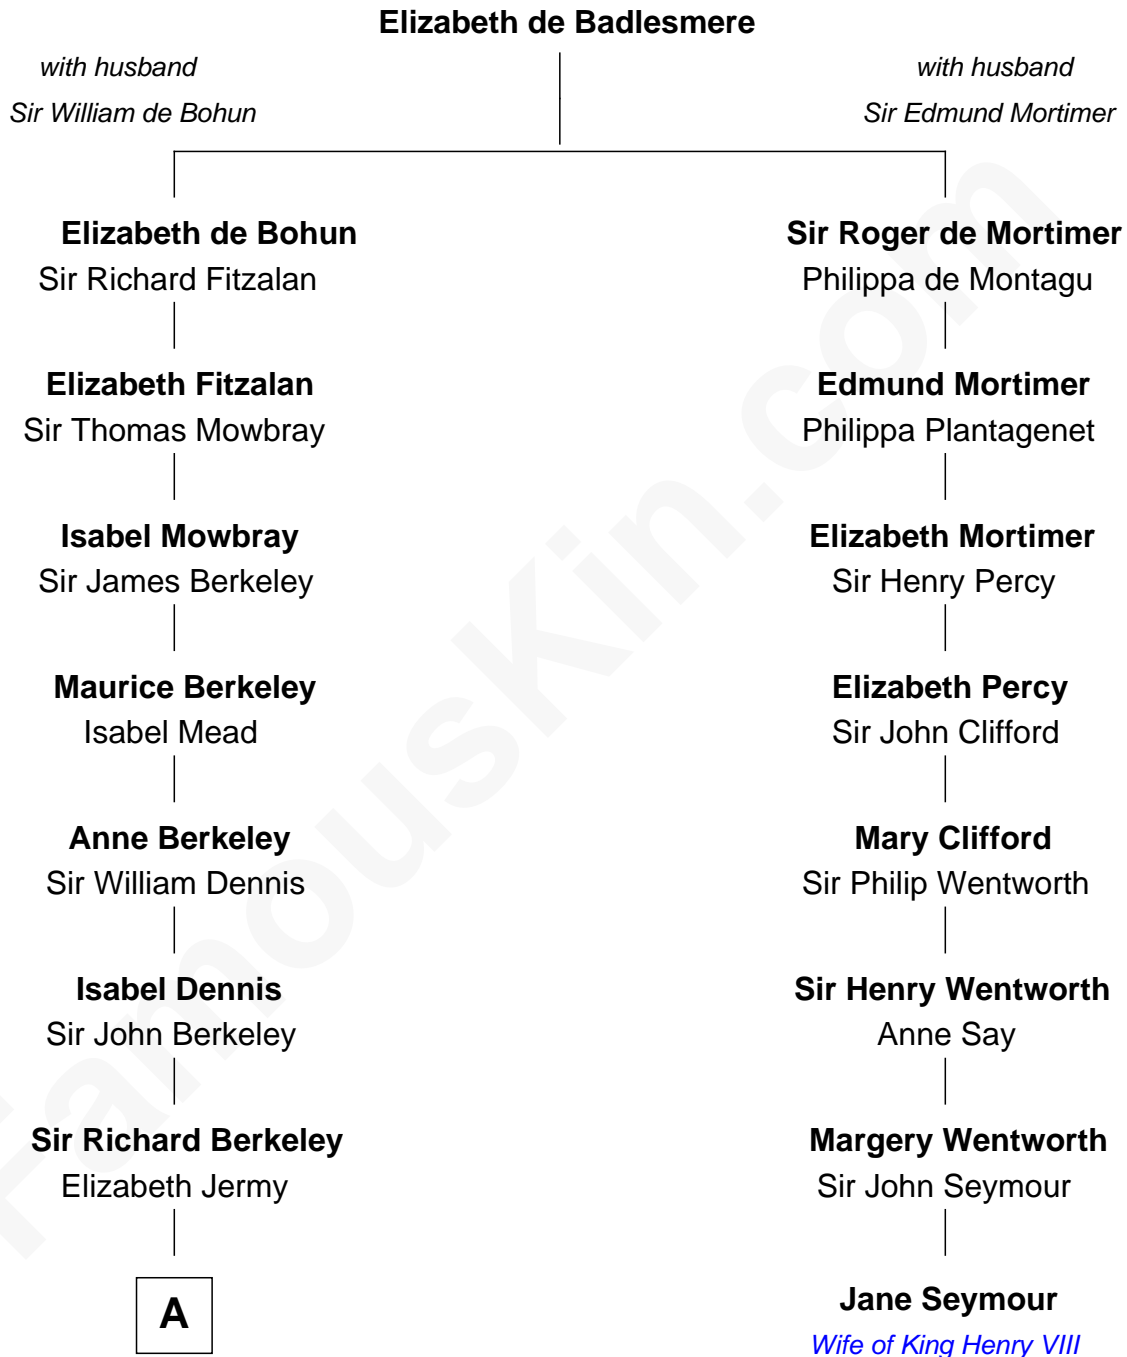 Elizabeth de Badlesmere
with husband
Sir William de Bohun
with husband
Sir Edmund Mortimer
Elizabeth de Bohun
Sir Richard Fitzalan
Elizabeth Fitzalan
Sir Thomas Mowbray
Isabel Mowbray
Sir James Berkeley
Maurice Berkeley
Isabel Mead
Anne Berkeley
Sir William Dennis
Isabel Dennis
Sir John Berkeley
Sir Richard Berkeley
Elizabeth Jermy
A
Sir Roger de Mortimer
Philippa de Montagu
Edmund Mortimer
Philippa Plantagenet
Elizabeth Mortimer
Sir Henry Percy
Elizabeth Percy
Sir John Clifford
Mary Clifford
Sir Philip Wentworth
Sir Henry Wentworth
Anne Say
Margery Wentworth
Sir John Seymour
Jane Seymour
Wife of King Henry VIII
FamousKin.com